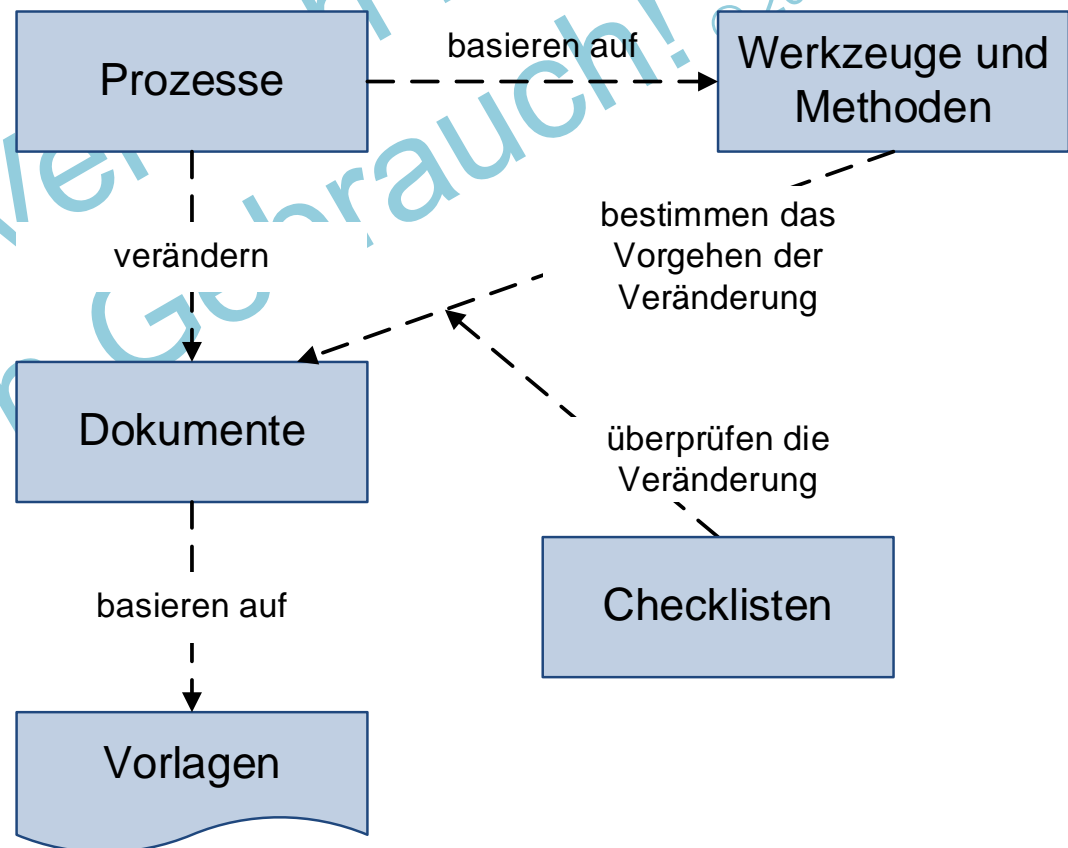 basieren auf
Prozesse
Werkzeuge und
Methoden
verändern
bestimmen das
Vorgehen der
Veränderung
Dokumente
überprüfen die
Veränderung
basieren auf
Checklisten
Vorlagen
Gebrauch!